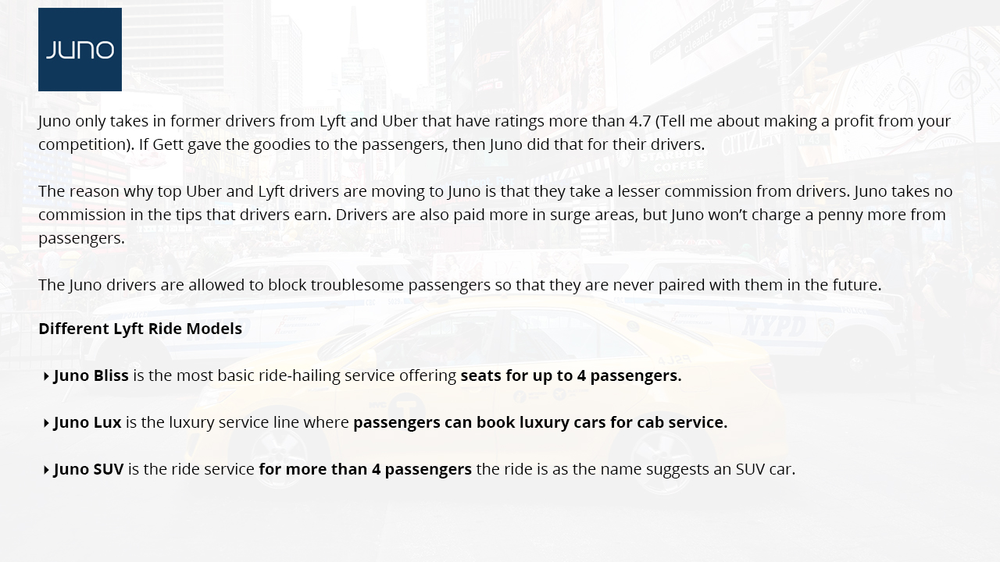 JUNO
Juno only takes in former drivers from Lyft and Uber that have ratings more than 4.7 (Tell me about making a profit from your
competition). If Gett gave the goodies to the passengers, then Juno did that for their drivers.
The reason why top Uber and Lyft drivers are moving to Juno is that they take a lesser commission from drivers. Juno takes no
commission in the tips that drivers earn. Drivers are also paid more in surge areas, but Juno won’t charge a penny more from
passengers.
The Juno drivers are allowed to block troublesome passengers so that they are never paired with them in the future.
Different Lyft Ride Models
Juno Bliss is the most basic ride-hailing service offering seats for up to 4 passengers.
Juno Lux is the luxury service line where passengers can book luxury cars for cab service.
Juno SUV is the ride service for more than 4 passengers the ride is as the name suggests an SUV car.
CITIZEN
STARBUCKS
COFFEE
NYPD